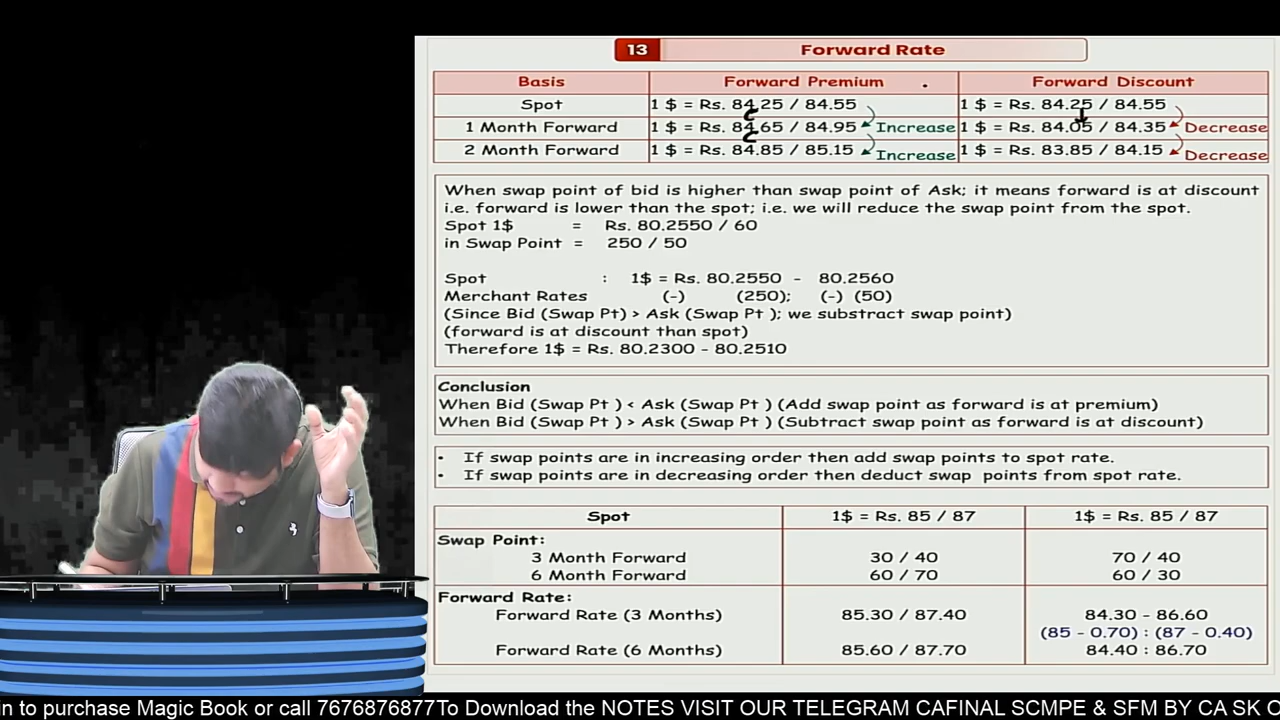 13 Forward Rate
Basis Forward Premium Forward Discount
Spot 1 $ = Rs. 84.25 / 84.55 1 $ = Rs. 84.25 / 84.55
1 Month Forward 1 $ = Rs. 84.65 / 84.95 Increase 1 $ = Rs. 84.05 / 84.35 Decrease
2 Month Forward 1 $ = Rs. 84.85 / 85.15 Increase 1 $ = Rs. 83.85 / 84.15 Decrease
When swap point of bid is higher than swap point of Ask; it means forward is at discount
i.e. forward is lower than the spot; i.e. we will reduce the swap point from the spot.
Spot 1$ = Rs. 80.2550 / 60
in Swap Point = 250 / 50
Spot : 1$ = Rs. 80.2550 - 80.2560
Merchant Rates (-) (250); (-) (50)
(Since Bid (Swap Pt) > Ask (Swap Pt ); we substract swap point)
(forward is at discount than spot)
Therefore 1$ = Rs. 80.2300 - 80.2510
Conclusion
When Bid (Swap Pt ) < Ask (Swap Pt ) (Add swap point as forward is at premium)
When Bid (Swap Pt ) > Ask (Swap Pt ) (Subtract swap point as forward is at discount)
• If swap points are in increasing order then add swap points to spot rate.
• If swap points are in decreasing order then deduct swap points from spot rate.
Spot 1$ = Rs. 85 / 87 1$ = Rs. 85 / 87
Swap Point:
3 Month Forward 30 / 40 70 / 40
6 Month Forward 60 / 70 60 / 30
Forward Rate:
Forward Rate (3 Months) 85.30 / 87.40 84.30 - 86.60
(85 - 0.70) : (87 - 0.40)
Forward Rate (6 Months) 85.60 / 87.70 84.40 : 86.70
in to purchase Magic Book or call 7676876877To Download the NOTES VISIT OUR TELEGRAM CAFINAL SCMPE & SFM BY CA SK C